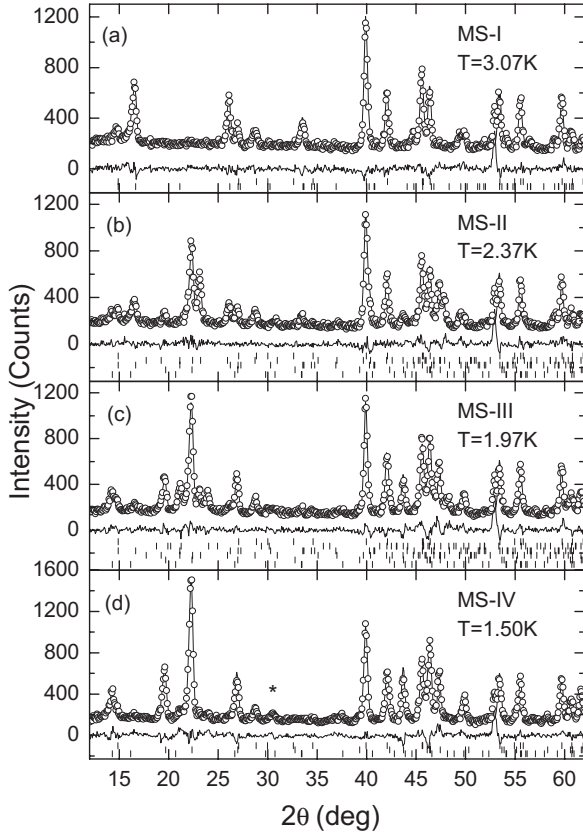 1200
(a)
MS-I
T=3.07K
800
400
0
1200
(b)
MS-II
T=2.37K
800
400
0
1200
(c)
MS-III
T=1.97K
800
400
0
1600
(d)
MS-IV
T=1.50K
1200
800
*
400
0
15 20 25 30 35 40 45 50 55 60
2θ (deg)
Intensity (Counts)